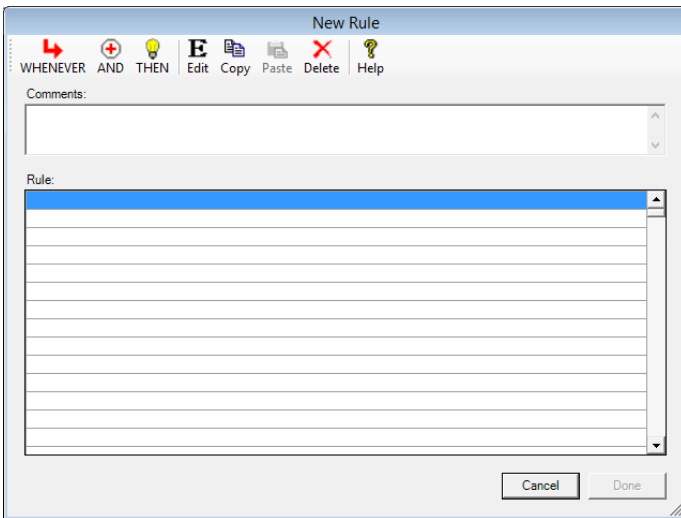 New Rule
WHENEVER AND THEN E Edit Copy Paste Delete Help
Comments:
Rule:
Cancel Done